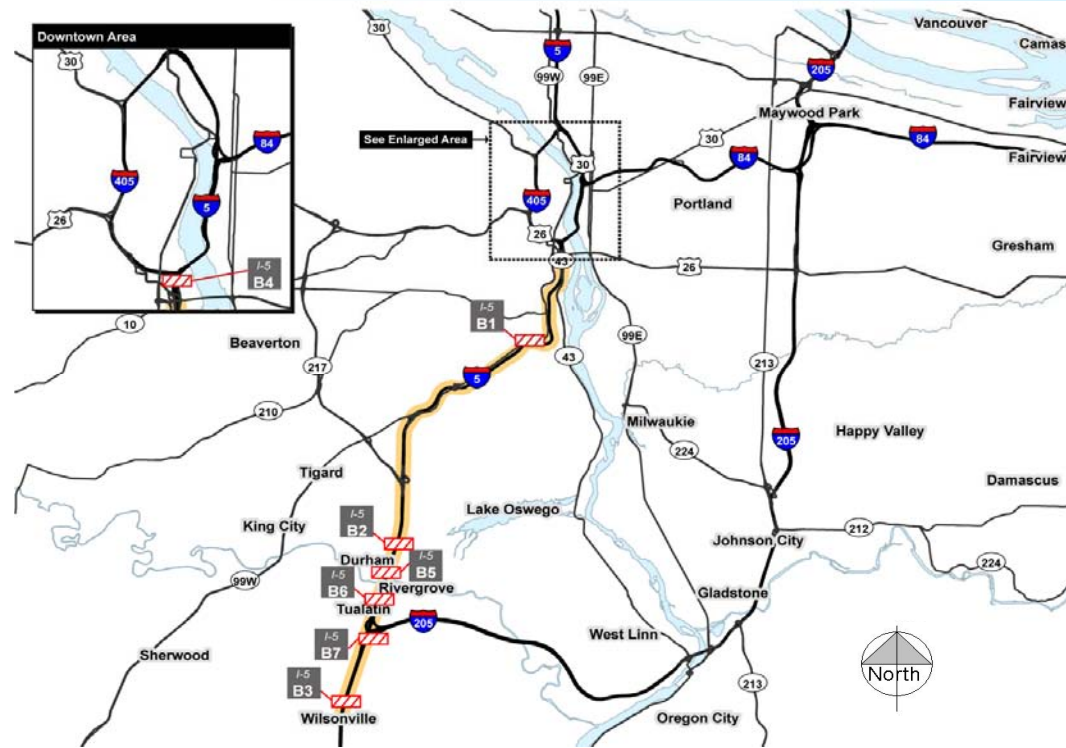 Downtown Area
30
84
405
5
26
I-5
B4
30
5
99W
99E
Vancouver
Camas
205
Fairview
Maywood Park
See Enlarged Area
30
84
Fairview
30
84
405
Portland
26
Gresham
43
26
I-5
B1
10
Beaverton
99E
43
217
213
5
210
Milwaukie
Happy Valley
224
205
Tigard
Damascus
Lake Oswego
King City
I-5
B2
212
Johnson City
Durham
I-5
B5
99W
224
I-5
B6
Rivergrove
Gladstone
Tualatin
205
West Linn
I-5
B7
Sherwood
North
I-5
B3
213
Wilsonville
Oregon City